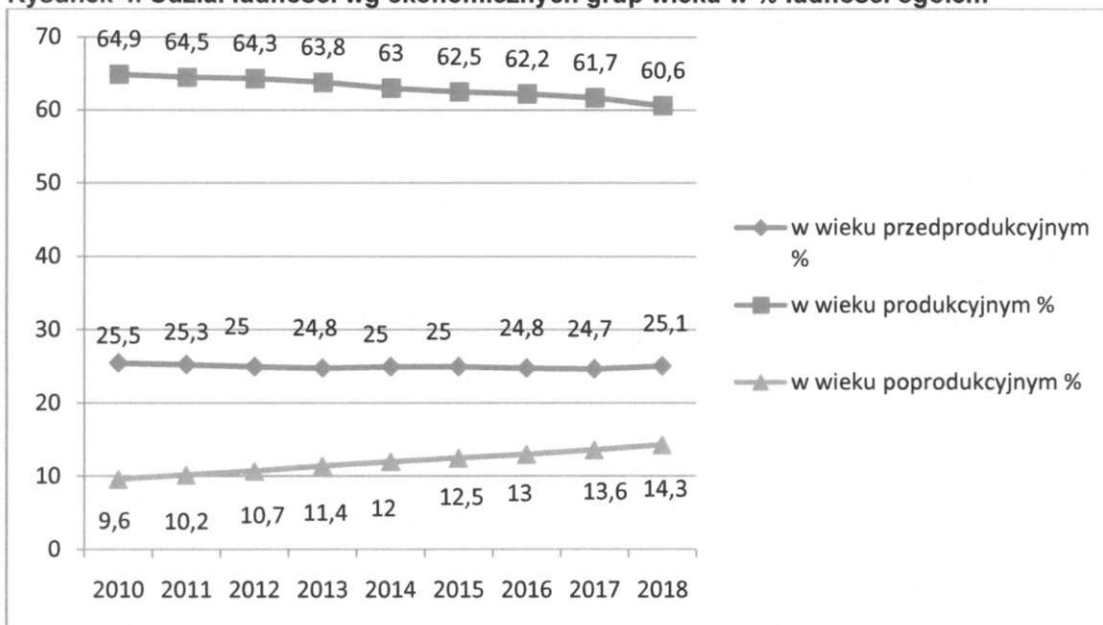 70
64,9 64,5 64,3 63,8 63 62,5 62,2 61,7 60,6
60
50
40
30
25,5 25,3 25 24,8 25 25 24,8 24,7 25,1
20
10
9,6 10,2 10,7 11,4 12 12,5 13 13,6 14,3
0
2010 2011 2012 2013 2014 2015 2016 2017 2018
w wieku przedprodukcyjnym
%
w wieku produkcyjnym %
w wieku poprodukcyjnym %